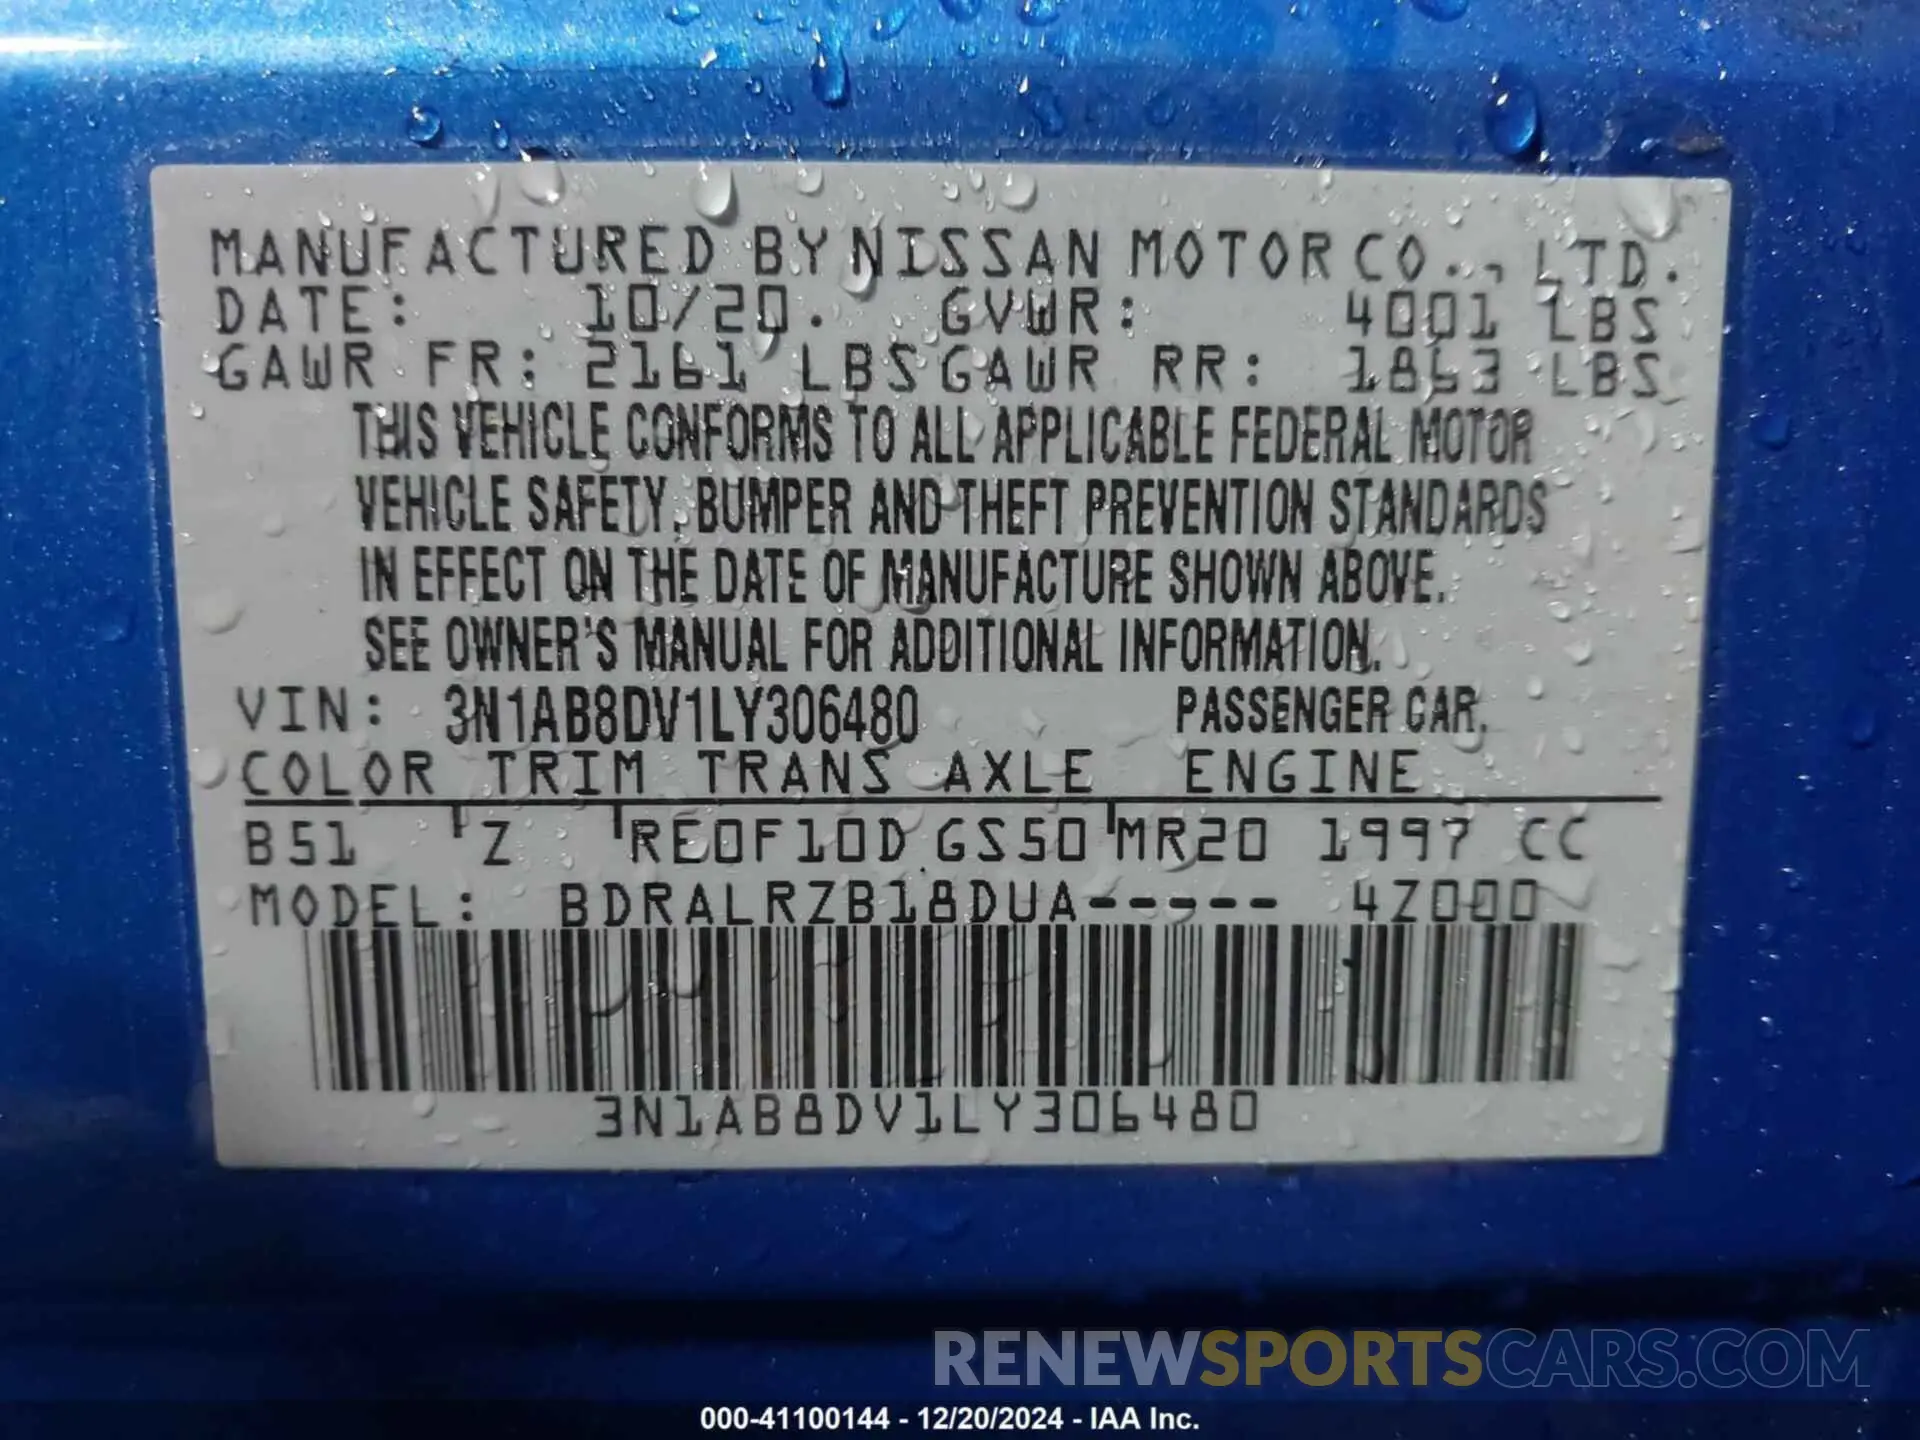 MANUFACTURED BY NISSAN MOTOR CO., LTD.
DATE: 10/20. GVWR: 4001 LBS
GAWR FR: 2161 LBS GAWR RR: 1863 LBS
THIS VEHICLE CONFORMS TO ALL APPLICABLE FEDERAL MOTOR
VEHICLE SAFETY, BUMPER AND THEFT PREVENTION STANDARDS
IN EFFECT ON THE DATE OF MANUFACTURE SHOWN ABOVE.
SEE OWNER'S MANUAL FOR ADDITIONAL INFORMATION.
VIN: 3N1AB8DV1LY306480 PASSENGER CAR.
COLOR TRIM TRANS AXLE ENGINE
B51 Z RE0F10D GS50 MR20 1997 CC
MODEL: BDRALRZB18DUA----- 4Z000
3N1AB8DV1LY306480
RENEWSPORTSCARS.COM
000-41100144 - 12/20/2024 - IAA Inc.